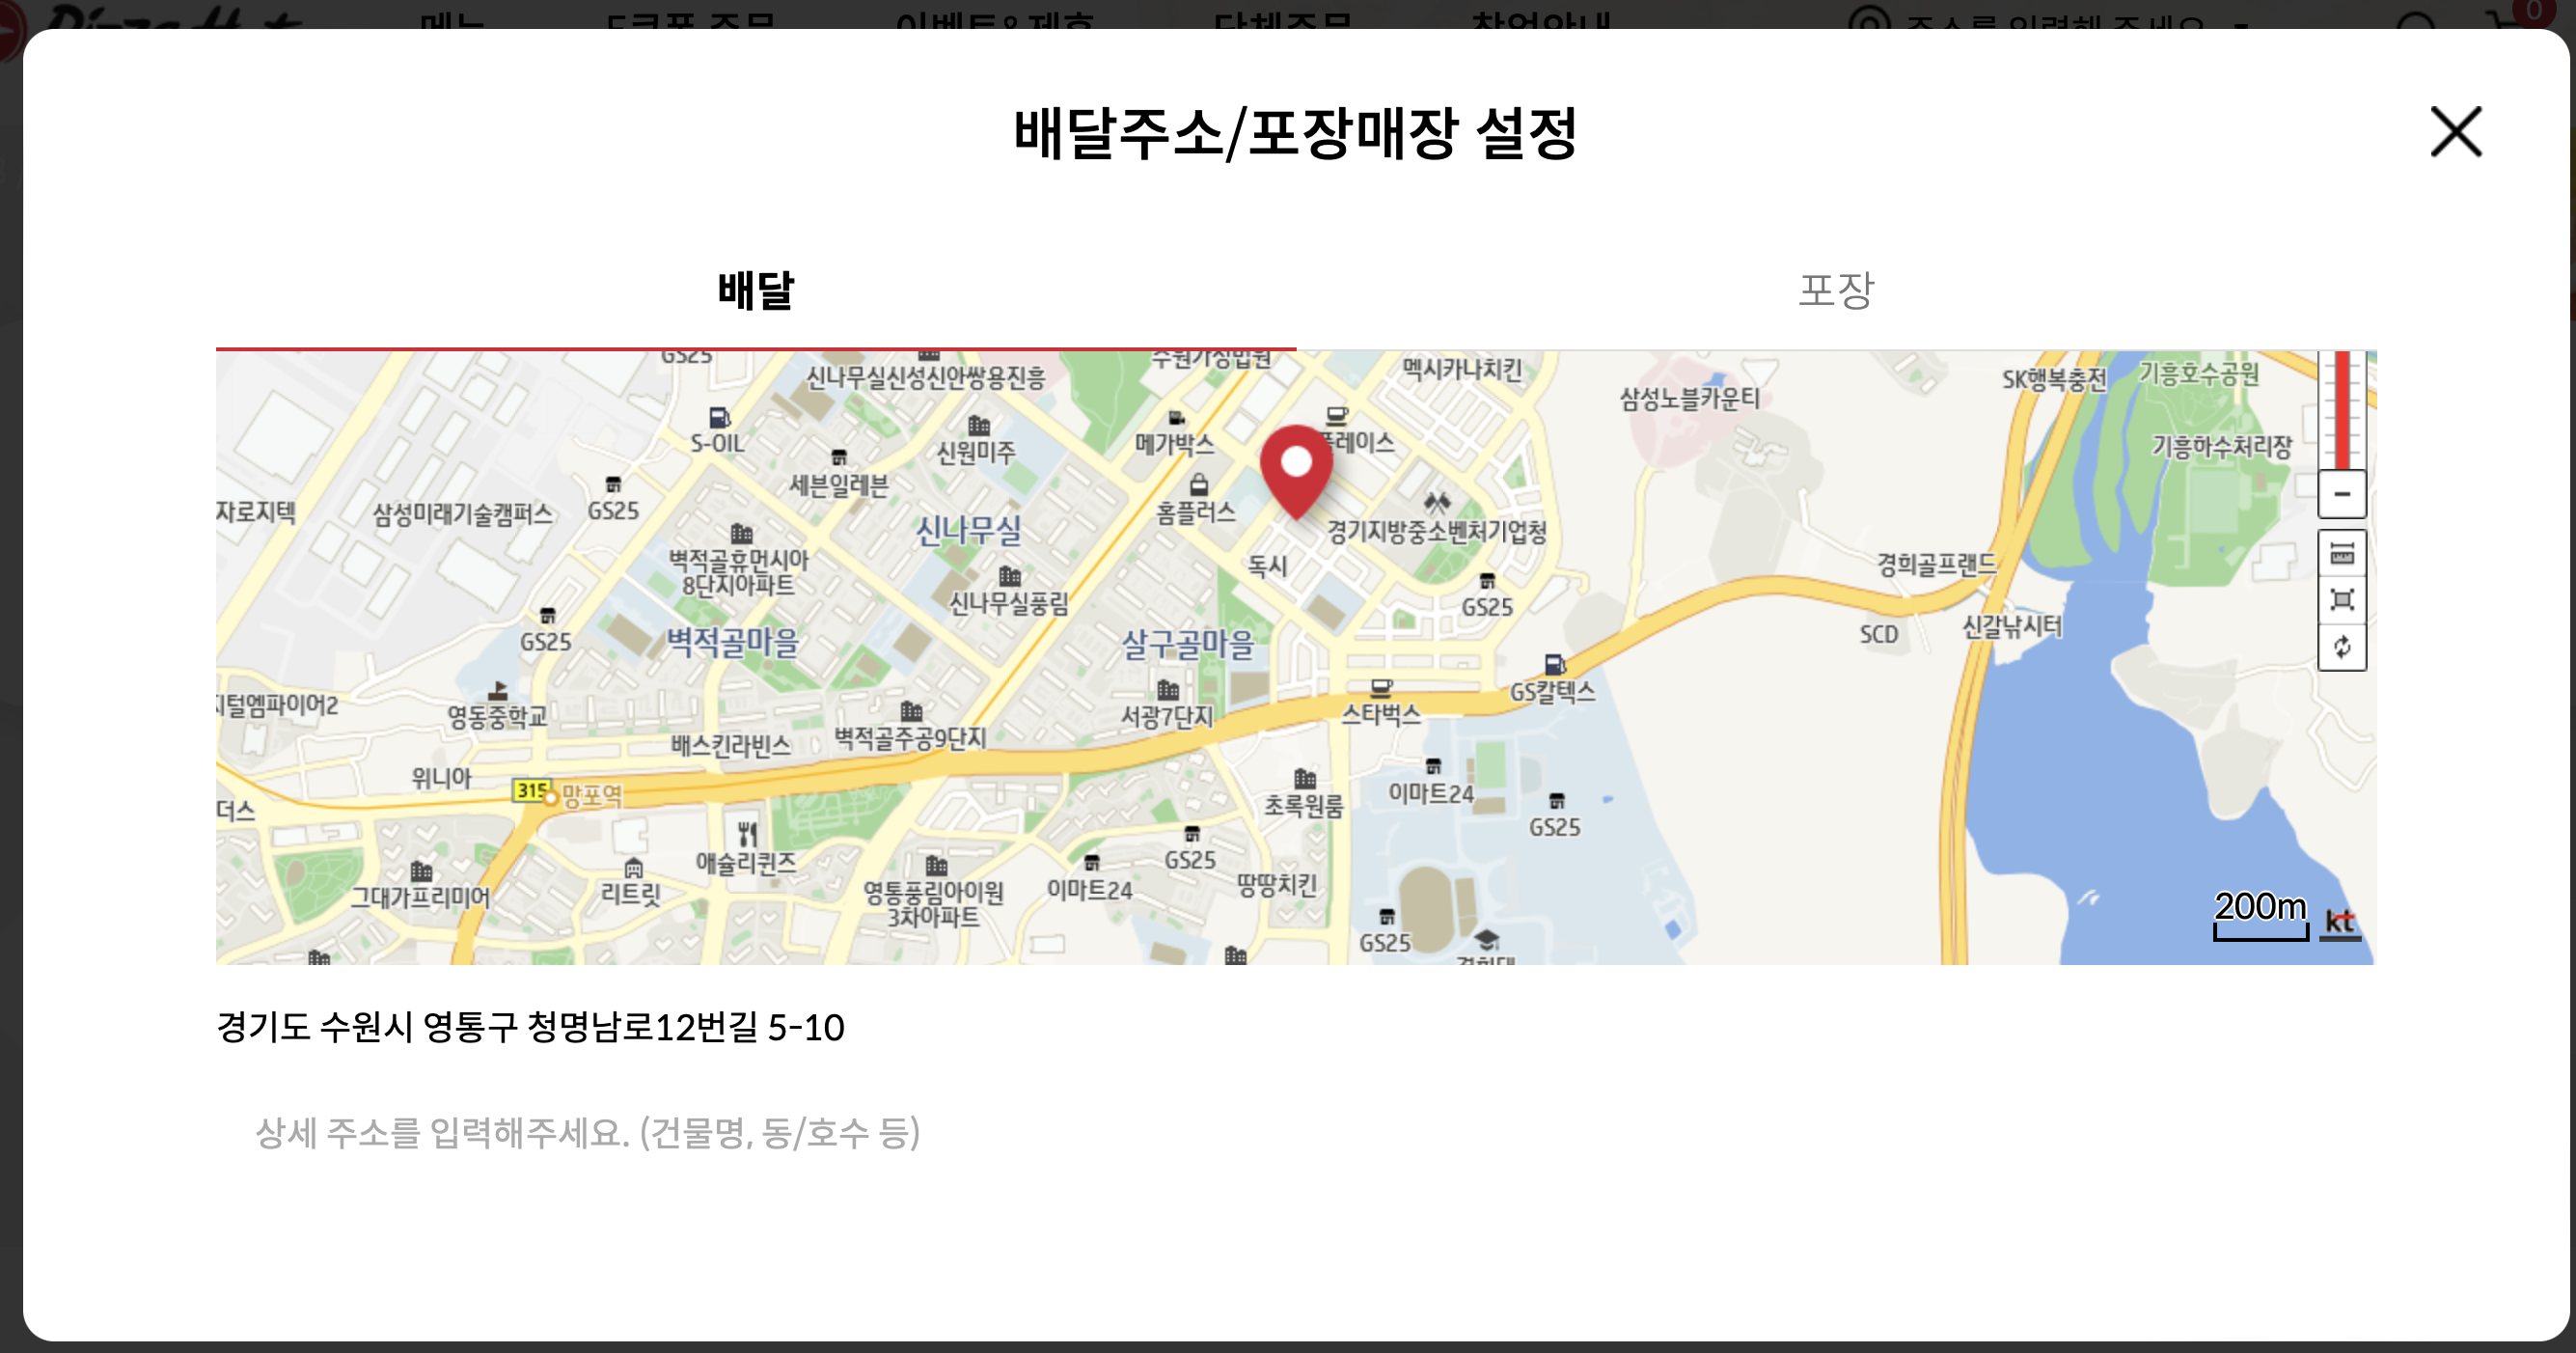 0
배달주소/포장매장 설정
배달
포장
GS25
신나무실신성신안쌍용진흥
수원가정법원
멕시카나치킨
삼성노블카운티
SK행복충전
기흥호수공원
S-OIL
신원미주
메가박스
플레이스
기흥하수처리장
세븐일레븐
자로지텍
삼성미래기술캠퍼스
GS25
신나무실
홈플러스
경기지방중소벤처기업청
벽적골휴먼시아
8단지아파트
독시
경희골프랜드
신나무실풍림
GS25
GS25
벽적골마을
살구골마을
SCD
신갈낚시터
지털엠파이어2
영동중학교
서광7단지
스타벅스
GS칼텍스
배스킨라빈스
벽적골주공9단지
위니아
315
망포역
더스
초록원룸
이마트24
GS25
애슐리퀸즈
GS25
그대가프리미어
리트릿
영통풍림아이원
3차아파트
이마트24
땅땅치킨
GS25
200m
kt
경기도 수원시 영통구 청명남로12번길 5-10
상세 주소를 입력해주세요. (건물명, 동/호수 등)